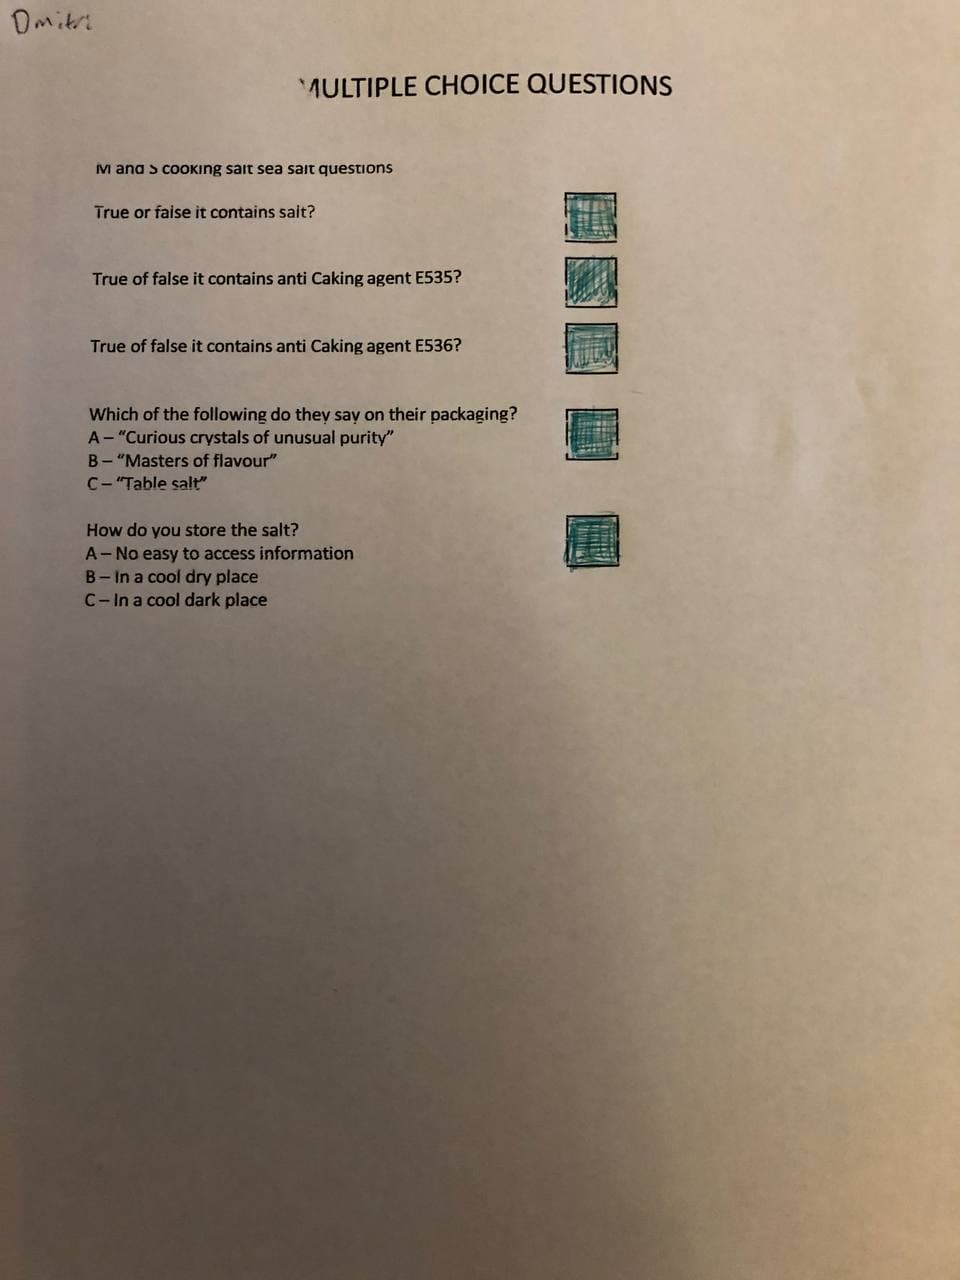 Dmitri
MULTIPLE CHOICE QUESTIONS
M and S cooking salt sea salt questions
True or false it contains salt?
True of false it contains anti Caking agent E535?
True of false it contains anti Caking agent E536?
Which of the following do they say on their packaging?
A – “Curious crystals of unusual purity”
B – “Masters of flavour”
C – “Table salt”
How do you store the salt?
A – No easy to access information
B – In a cool dry place
C – In a cool dark place